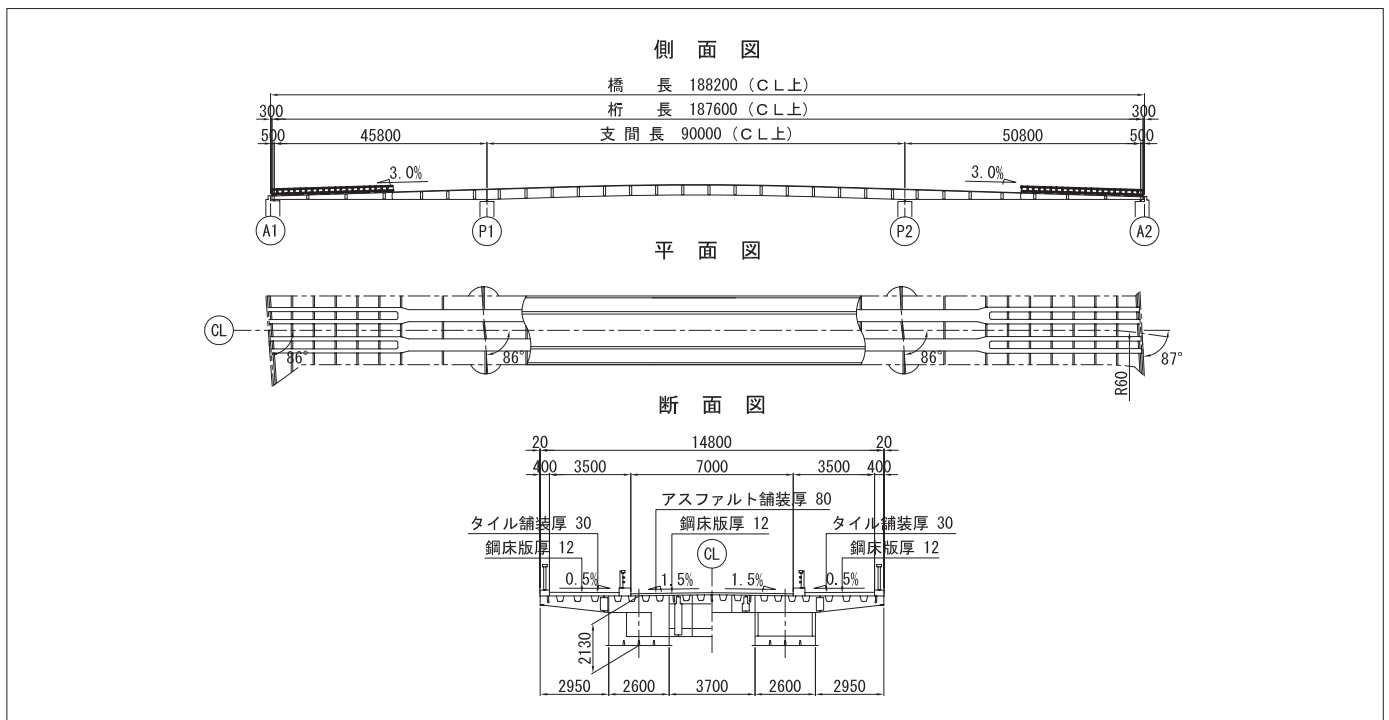 側 面 図
橋 長 188200 (CL上)
300 桁 長 187600 (CL上) 300
500 45800 支間長 90000 (CL上) 50800 500
3.0% 3.0%
A1 P1 P2 A2
平 面 図
CL
86° 86° 86° 87°
R60
断 面 図
20 14800 20
400 3500 7000 3500 400
アスファルト舗装厚 80
タイル舗装厚 30 鋼床版厚 12 タイル舗装厚 30
鋼床版厚 12 CL 鋼床版厚 12
0.5% 1.5% 1.5% 0.5%
2130
2950 2600 3700 2600 2950